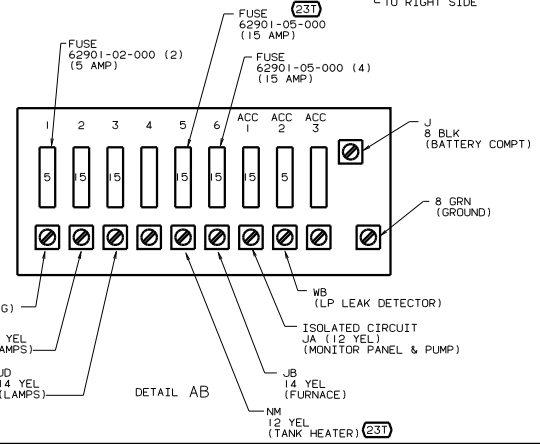 TO RIGHT SIDE
FUSE 23T
62901-05-000
(15 AMP)
FUSE
62901-02-000 (2)
(5 AMP)
FUSE
62901-05-000 (4)
(15 AMP)
1 2 3 4 5 6 ACC 1 ACC 2 ACC 3
5 15 15 15 15 15 5
J
8 BLK
(BATTERY COMPT)
8 GRN
(GROUND)
WB
(LP LEAK DETECTOR)
ISOLATED CIRCUIT
JA (12 YEL)
(MONITOR PANEL & PUMP)
JB
14 YEL
(FURNACE)
NM
12 YEL
(TANK HEATER) 23T
DETAIL AB
G)
YEL
AMPS)
JD
14 YEL
(LAMPS)